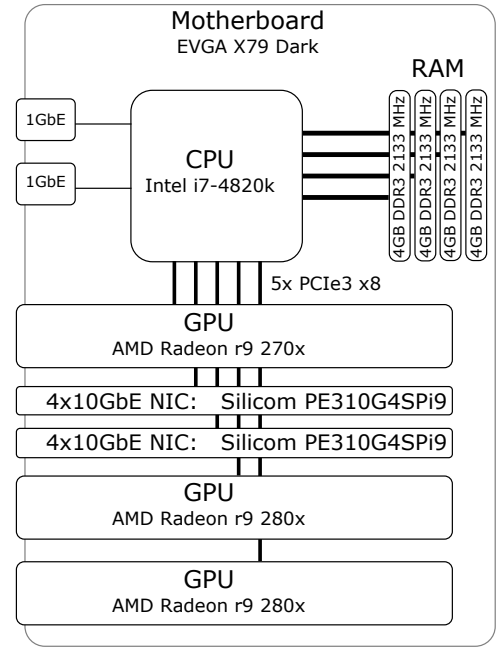 Motherboard
EVGA X79 Dark
RAM
1GbE
1GbE
CPU
Intel i7-4820k
4GB DDR3 2133 MHz
4GB DDR3 2133 MHz
4GB DDR3 2133 MHz
4GB DDR3 2133 MHz
5x PCIe3 x8
GPU
AMD Radeon r9 270x
4x10GbE NIC: Silicom PE310G4SPi9
4x10GbE NIC: Silicom PE310G4SPi9
GPU
AMD Radeon r9 280x
GPU
AMD Radeon r9 280x